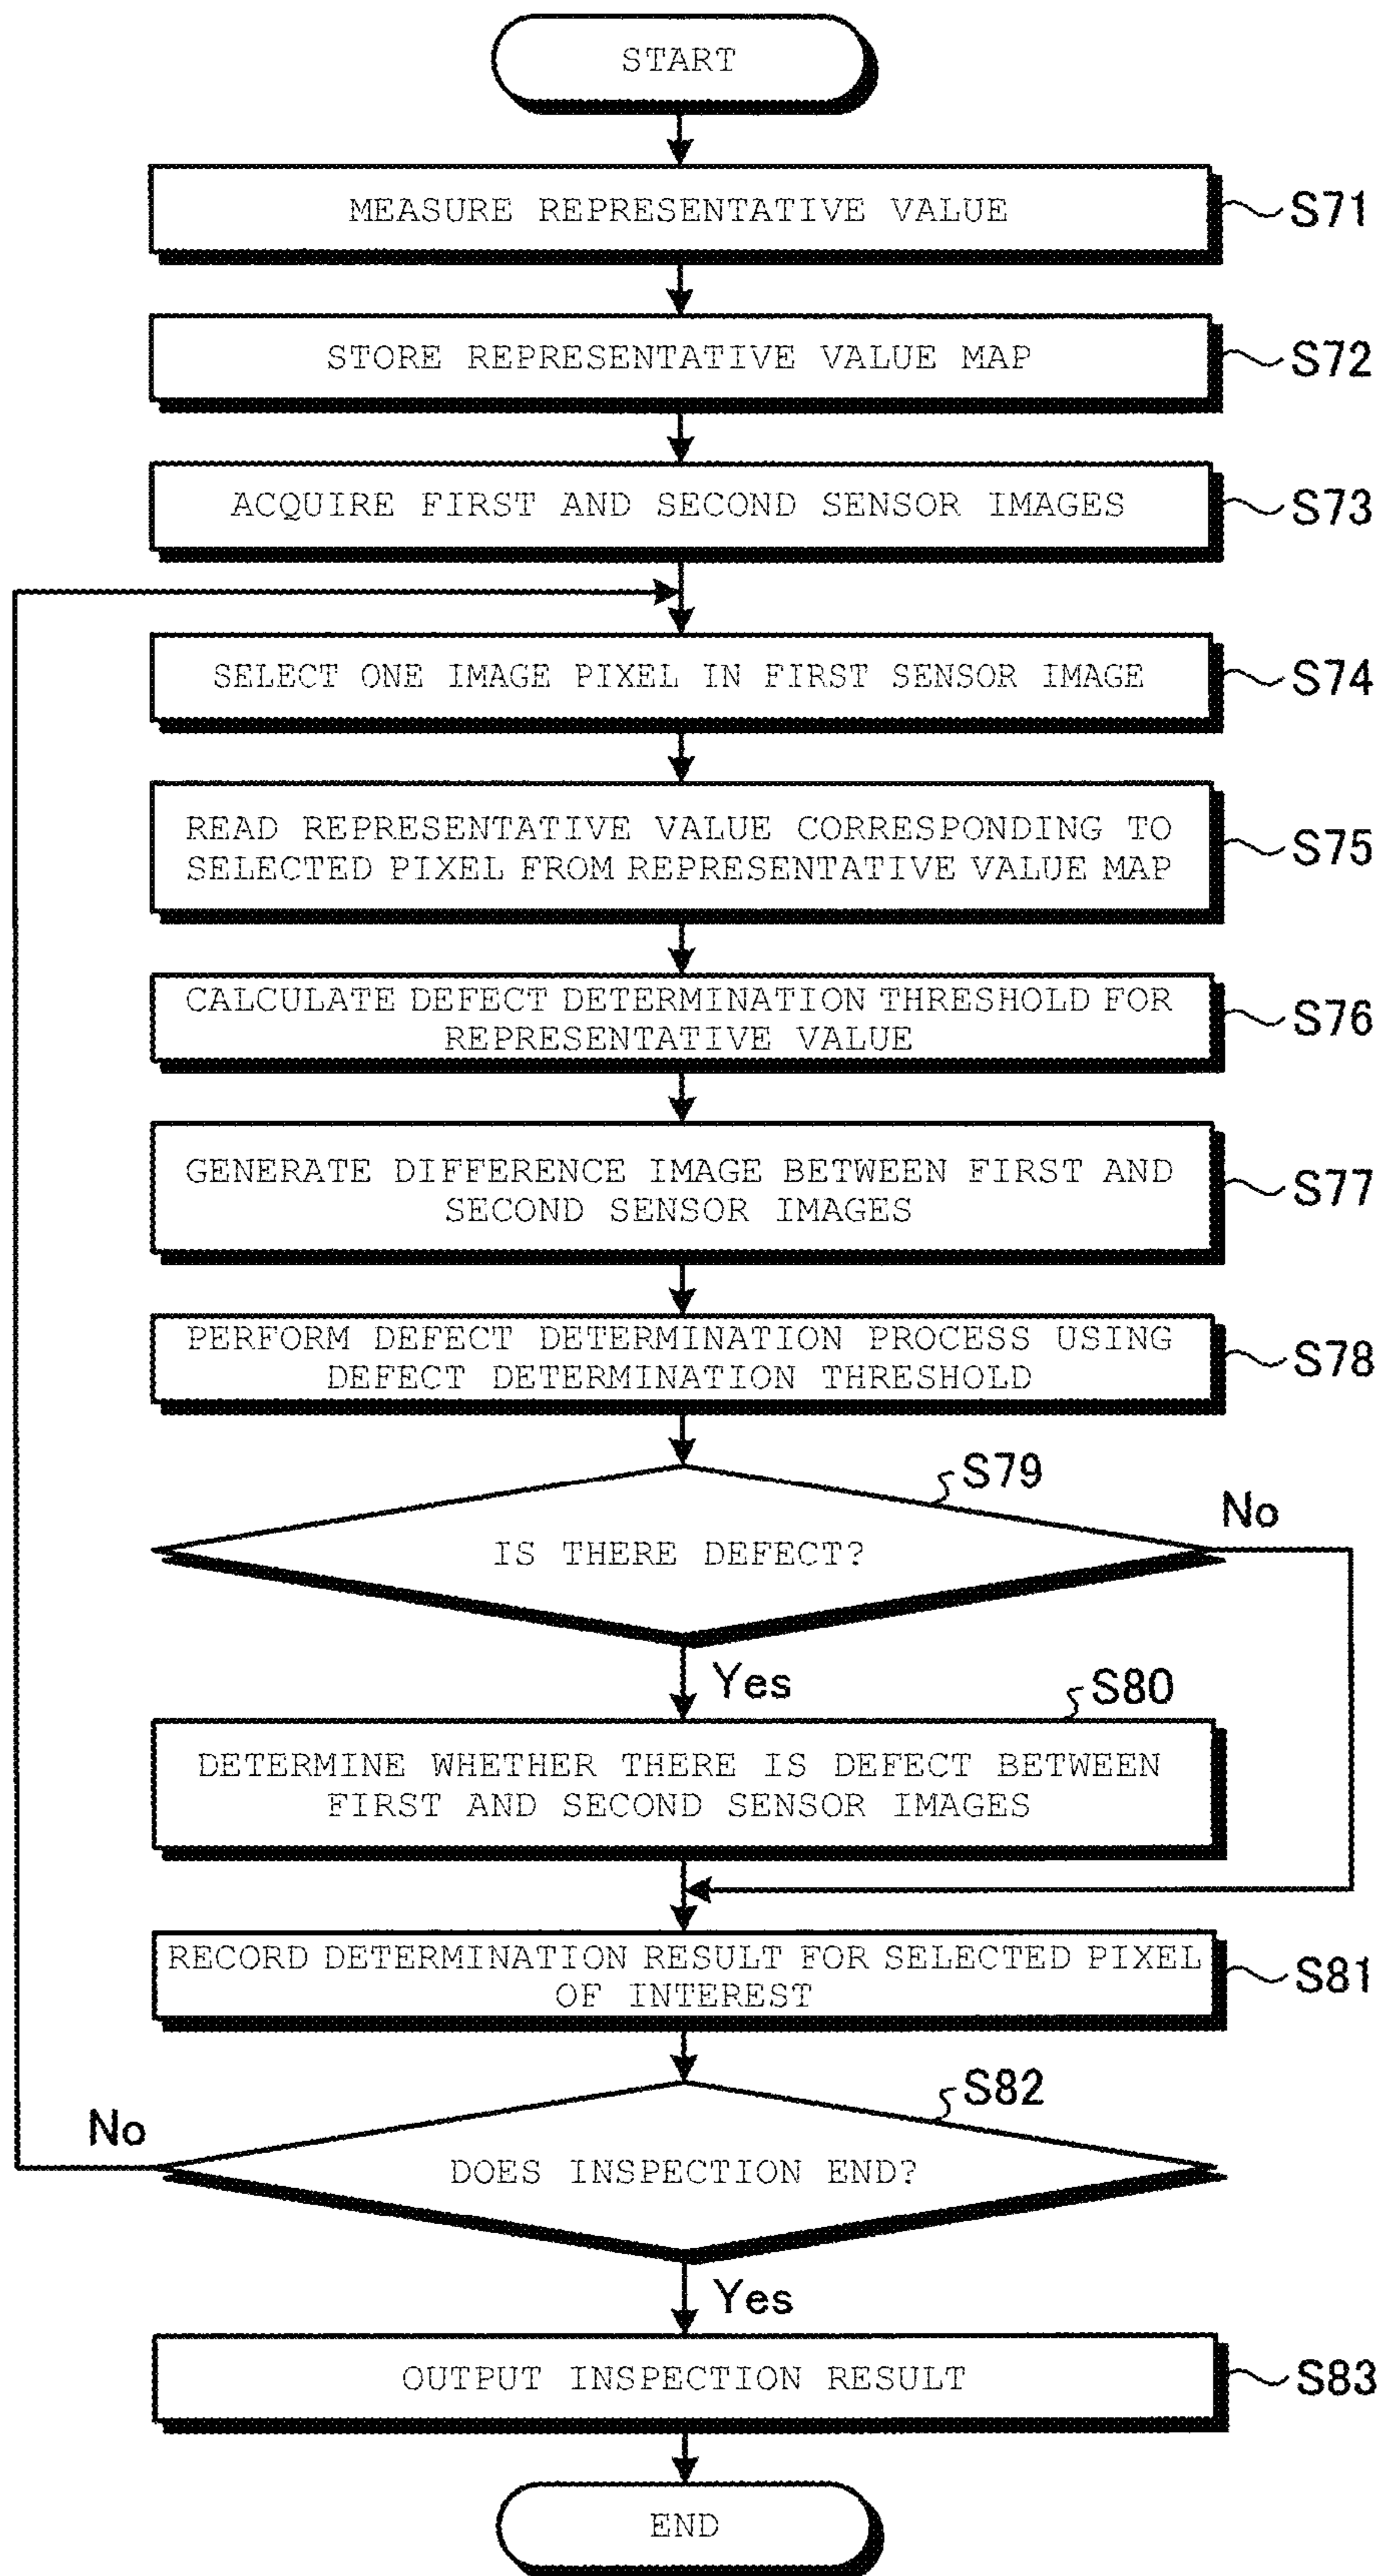 START
MEASURE REPRESENTATIVE VALUE
S71
STORE REPRESENTATIVE VALUE MAP
S72
ACQUIRE FIRST AND SECOND SENSOR IMAGES
S73
SELECT ONE IMAGE PIXEL IN FIRST SENSOR IMAGE
S74
READ REPRESENTATIVE VALUE CORRESPONDING TO
SELECTED PIXEL FROM REPRESENTATIVE VALUE MAP
S75
CALCULATE DEFECT DETERMINATION THRESHOLD FOR
REPRESENTATIVE VALUE
S76
GENERATE DIFFERENCE IMAGE BETWEEN FIRST AND
SECOND SENSOR IMAGES
S77
PERFORM DEFECT DETERMINATION PROCESS USING
DEFECT DETERMINATION THRESHOLD
S78
S79
No
IS THERE DEFECT?
Yes
S80
DETERMINE WHETHER THERE IS DEFECT BETWEEN
FIRST AND SECOND SENSOR IMAGES
RECORD DETERMINATION RESULT FOR SELECTED PIXEL
OF INTEREST
S81
S82
No
DOES INSPECTION END?
Yes
OUTPUT INSPECTION RESULT
S83
END